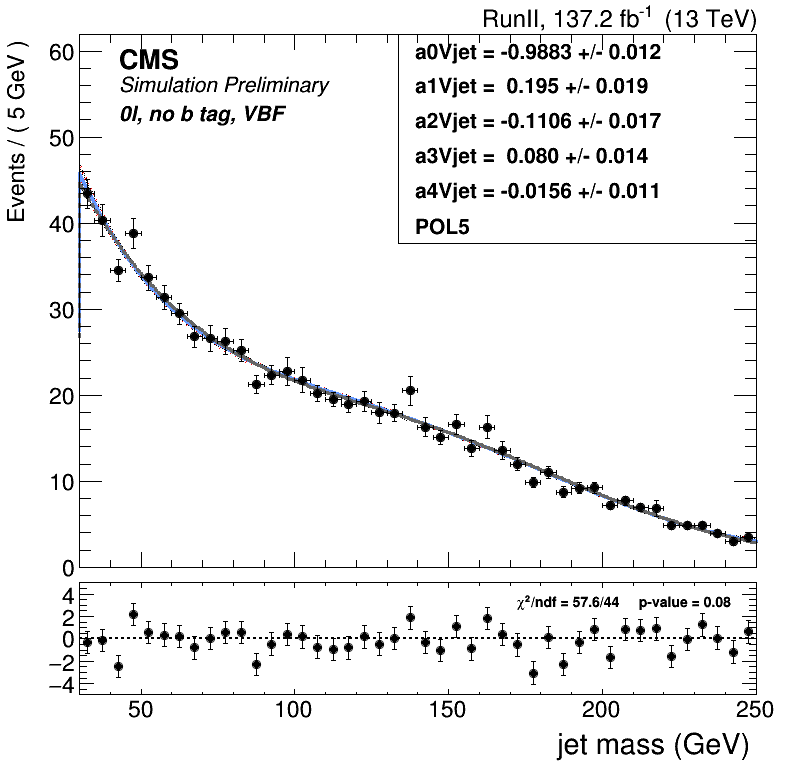 RunII, 137.2 fb-1 (13 TeV)
CMS
Simulation Preliminary
0l, no b tag, VBF
a0Vjet = -0.9883 +/- 0.012
a1Vjet = 0.195 +/- 0.019
a2Vjet = -0.1106 +/- 0.017
a3Vjet = 0.080 +/- 0.014
a4Vjet = -0.0156 +/- 0.011
POL5
Events / ( 5 GeV )
60
50
40
30
20
10
0
χ²/ndf = 57.6/44 p-value = 0.08
4
2
0
−2
−4
50 100 150 200 250
jet mass (GeV)